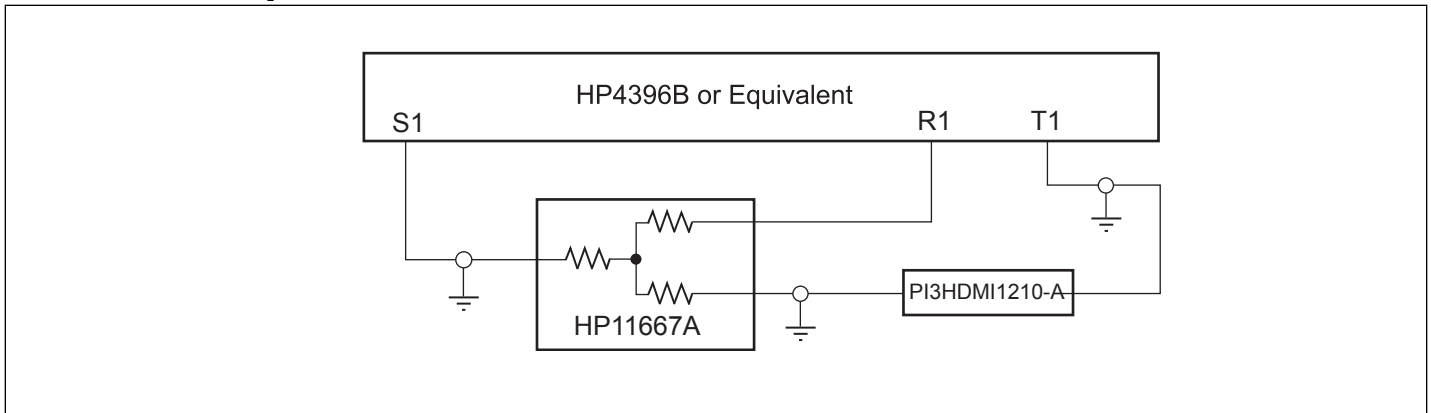 HP4396B or Equivalent
S1
R1
T1
PI3HDMI1210-A
HP11667A